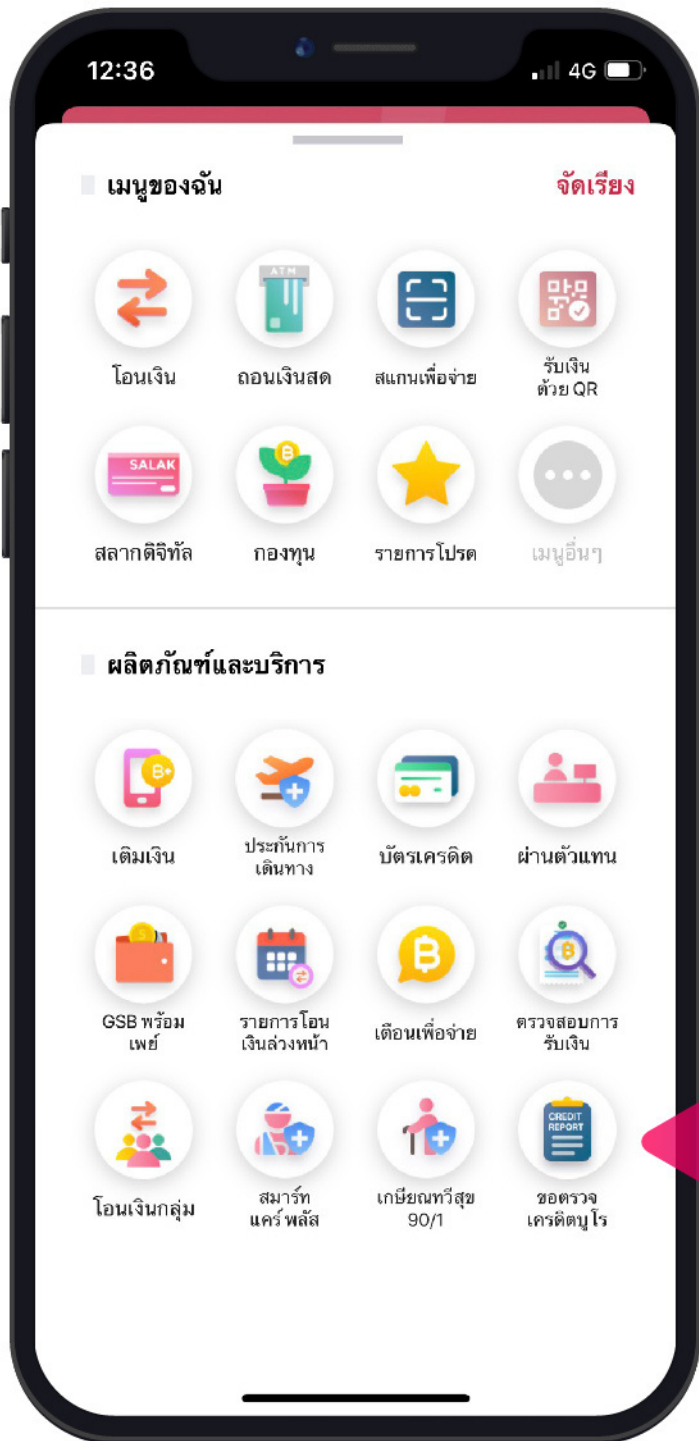 12:36
4G
เมนูของฉัน
จัดเรียง
ATM
โอนเงิน
ถอนเงินสด
สแกนเพื่อจ่าย
รับเงิน
ด้วย QR
SALAK
สลากดิจิทัล
กองทุน
รายการโปรด
เมนูอื่นๆ
ผลิตภัณฑ์และบริการ
เติมเงิน
ประกันการ
เดินทาง
บัตรเครดิต
ผ่านตัวแทน
GSB พร้อม
เพย์
รายการโอน
เงินล่วงหน้า
เตือนเพื่อจ่าย
ตรวจสอบการ
รับเงิน
CREDIT
REPORT
โอนเงินกลุ่ม
สมาร์ท
แคร์ พลัส
เกษียณทวีสุข
90/1
ขอตรวจ
เครดิตบูโร